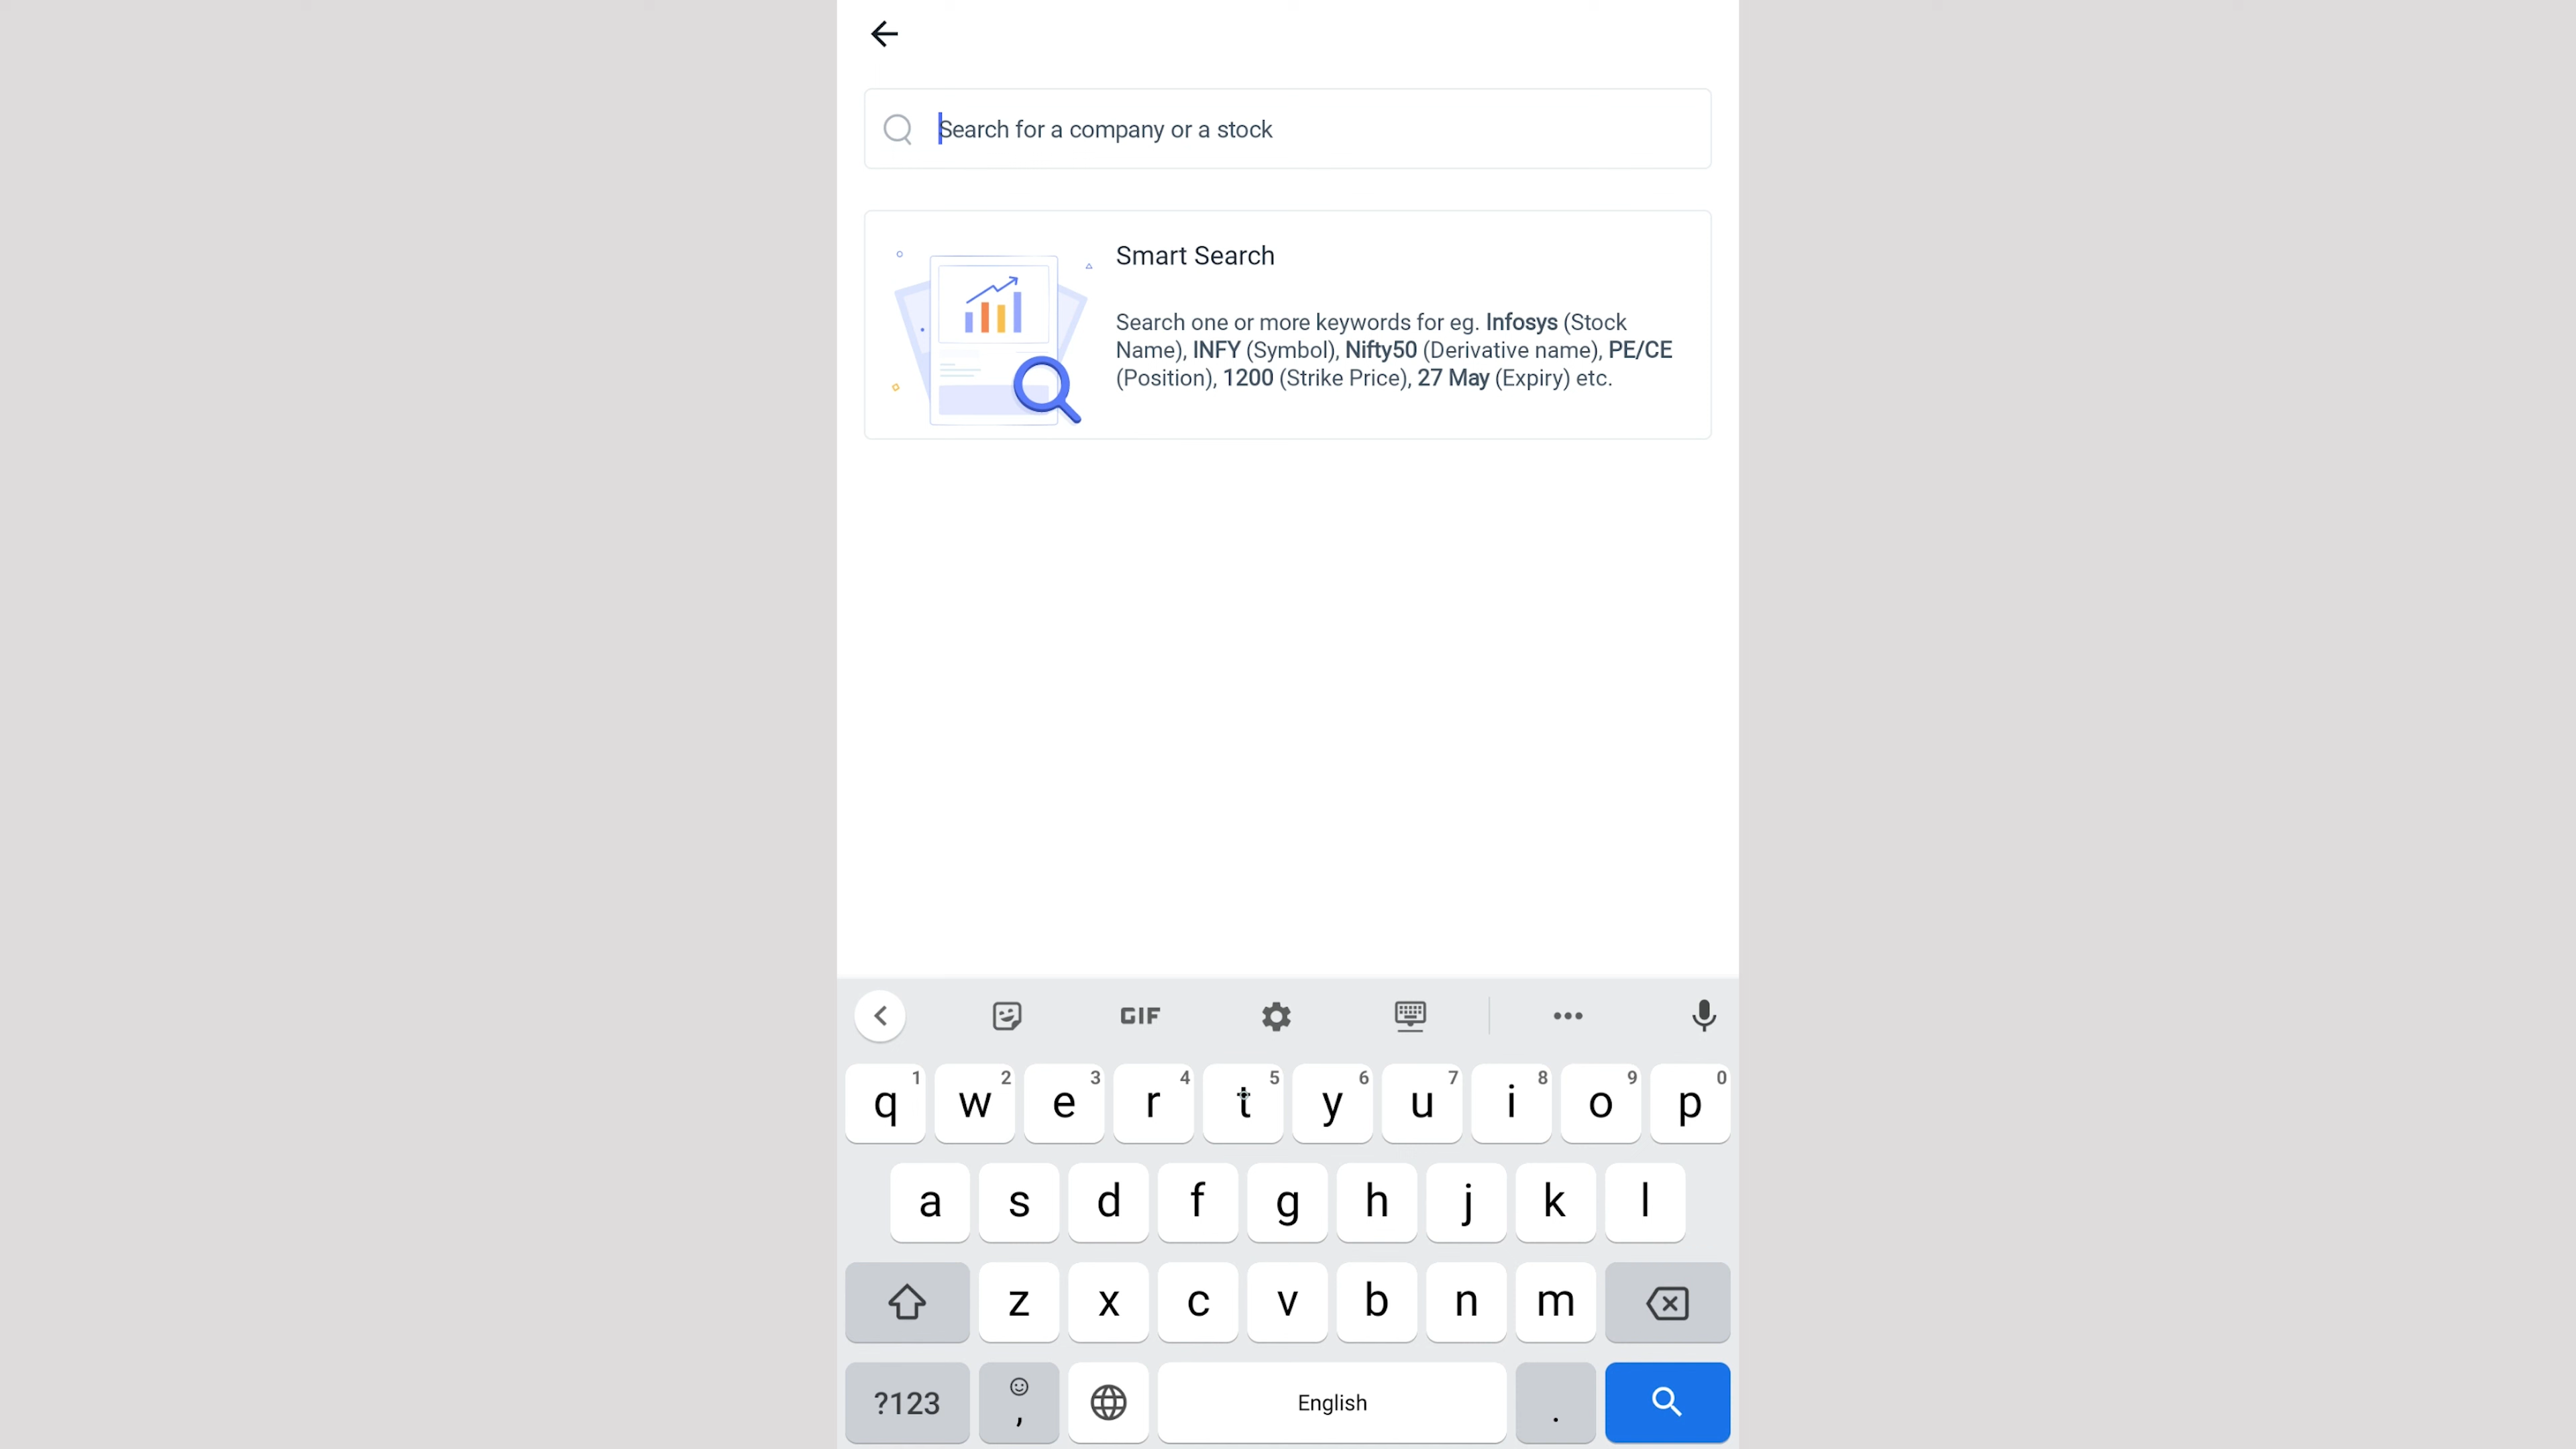 Search for a company or a stock
Smart Search
Search one or more keywords for eg. Infosys (Stock
Name), INFY (Symbol), Nifty50 (Derivative name), PE/CE
(Position), 1200 (Strike Price), 27 May (Expiry) etc.
GIF
q 1 w 2 e 3 r 4 t 5 y 6 u 7 i 8 o 9 p 0
a s d f g h j k l
z x c v b n m
?123 , English .